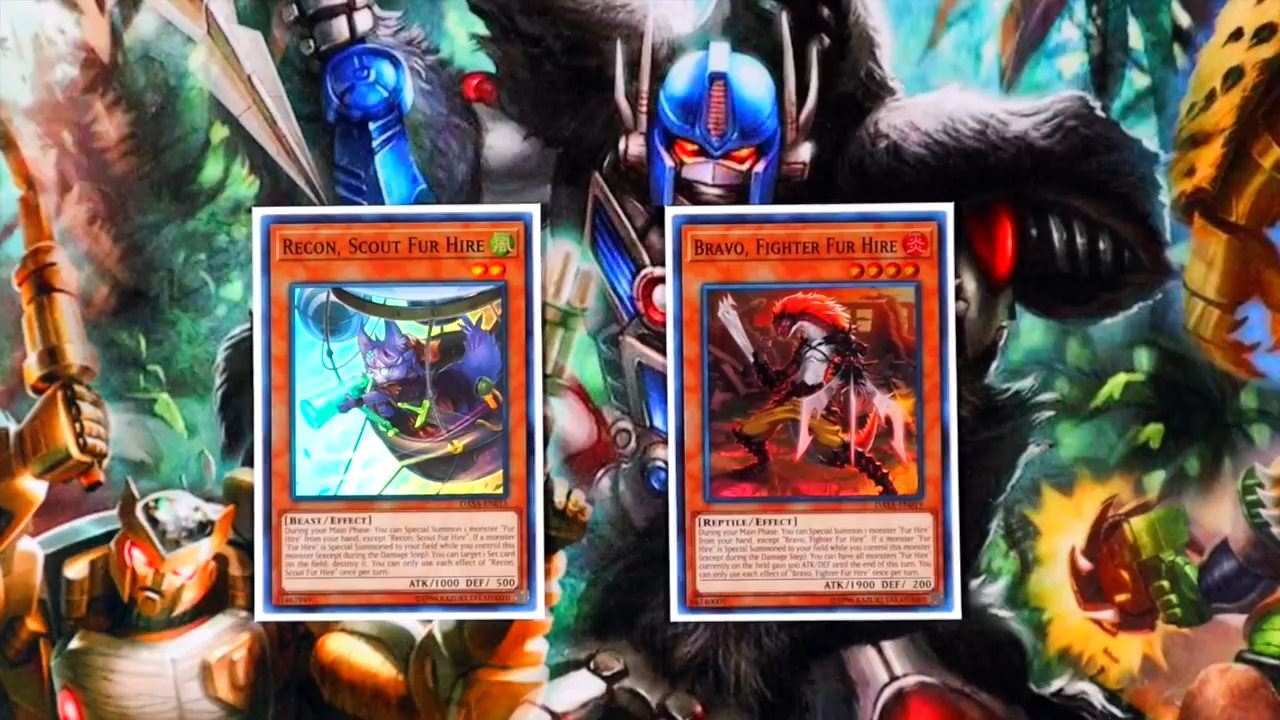 RECON, SCOUT FUR HIRE
[BEAST/EFFECT]
During your Main Phase: You can Special Summon 1 monster "Fur
Hire" from your hand, except "Recon, Scout Fur Hire". If a monster
"Fur Hire" is Special Summoned to your field while you control this
monster (except during the Damage Step): You can target 1 Set card
on the field; destroy it. You can only use each effect of "Recon,
Scout Fur Hire" once per turn.
ATK/1000 DEF/ 500
BRAVO, FIGHTER FUR HIRE
[REPTILE/EFFECT]
During your Main Phase: You can Special Summon 1 monster "Fur Hire"
from your hand, except "Bravo, Fighter Fur Hire". If a monster "Fur
Hire" is Special Summoned to your field while you control this monster
(except during the Damage Step): You can have all monsters "Fur Hire"
currently on the field gain 500 ATK/DEF until the end of this turn. You
can only use each effect of "Bravo, Fighter Fur Hire" once per turn.
ATK/1900 DEF/ 200